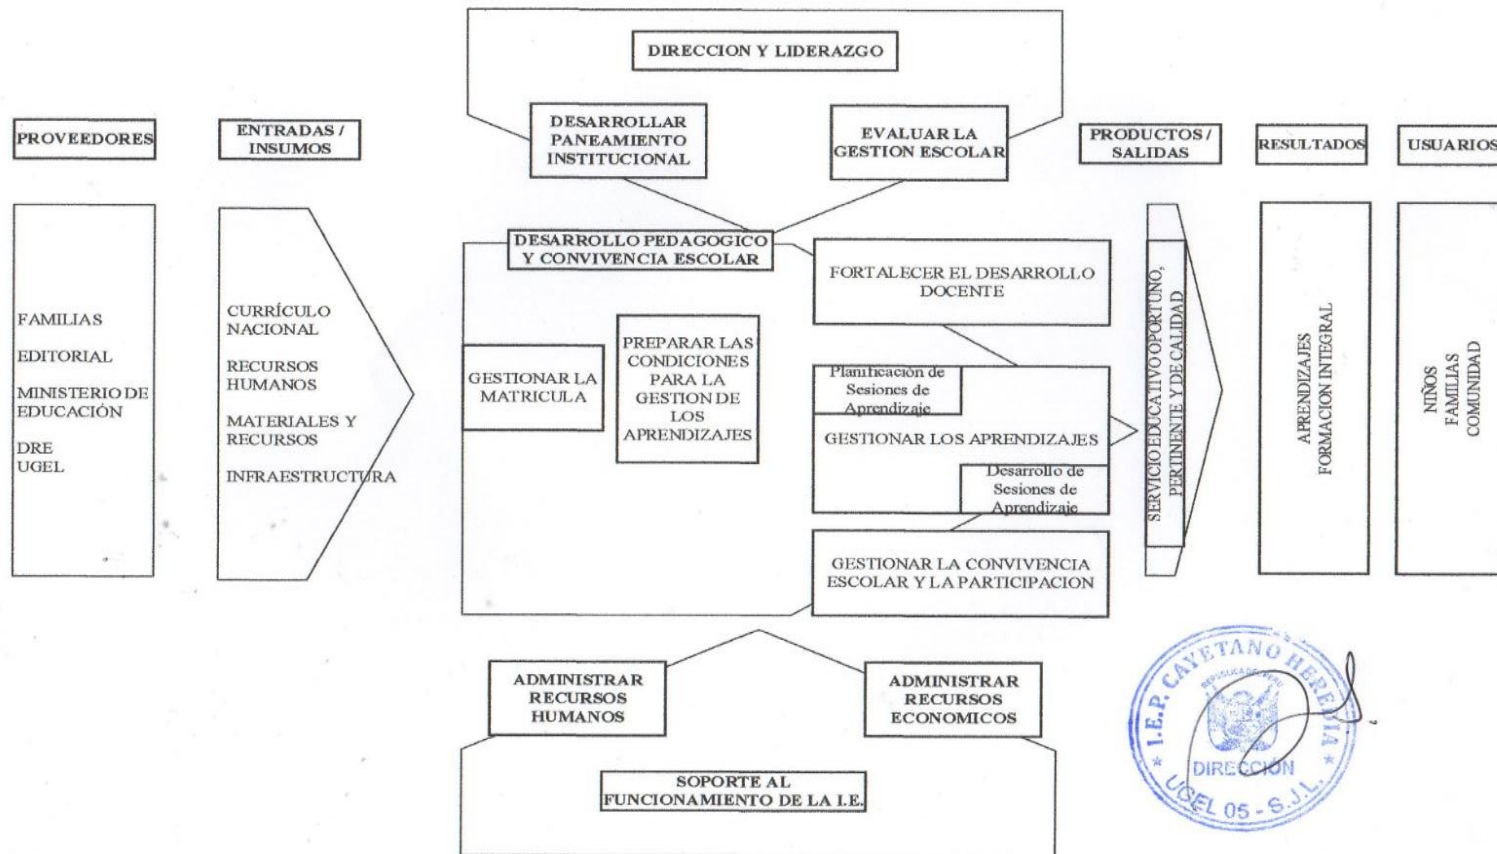 DIRECCION Y LIDERAZGO
PROVEEDORES
ENTRADAS /
INSUMOS
DESARROLLAR
PANEAMIENTO
INSTITUCIONAL
EVALUAR LA
GESTION ESCOLAR
PRODUCTOS /
SALIDAS
RESULTADOS
USUARIOS
FAMILIAS
EDITORIAL
MINISTERIO DE
EDUCACIÓN
DRE
UGEL
CURRÍCULO
NACIONAL
RECURSOS
HUMANOS
MATERIALES Y
RECURSOS
INFRAESTRUCTURA
DESARROLLO PEDAGOGICO
Y CONVIVENCIA ESCOLAR
GESTIONAR LA
MATRICULA
PREPARAR LAS
CONDICIONES
PARA LA
GESTION DE
LOS
APRENDIZAJES
FORTALECER EL DESARROLLO
DOCENTE
Planificación de
Sesiones de
Aprendizaje
GESTIONAR LOS APRENDIZAJES
Desarrollo de
Sesiones de
Aprendizaje
GESTIONAR LA CONVIVENCIA
ESCOLAR Y LA PARTICIPACION
SERVICIO EDUCATIVO OPORTUNO,
PERTINENTE Y DE CALIDAD
APRENDIZAJES
FORMACION INTEGRAL
NIÑOS
FAMILIAS
COMUNIDAD
ADMINISTRAR
RECURSOS
HUMANOS
ADMINISTRAR
RECURSOS
ECONOMICOS
SOPORTE AL
FUNCIONAMIENTO DE LA I.E.
I.E.P. CAYETANO HEREDIA
REPUBLICA DEL PERU
DIRECCIÓN
UGEL 05 - S.J.L.